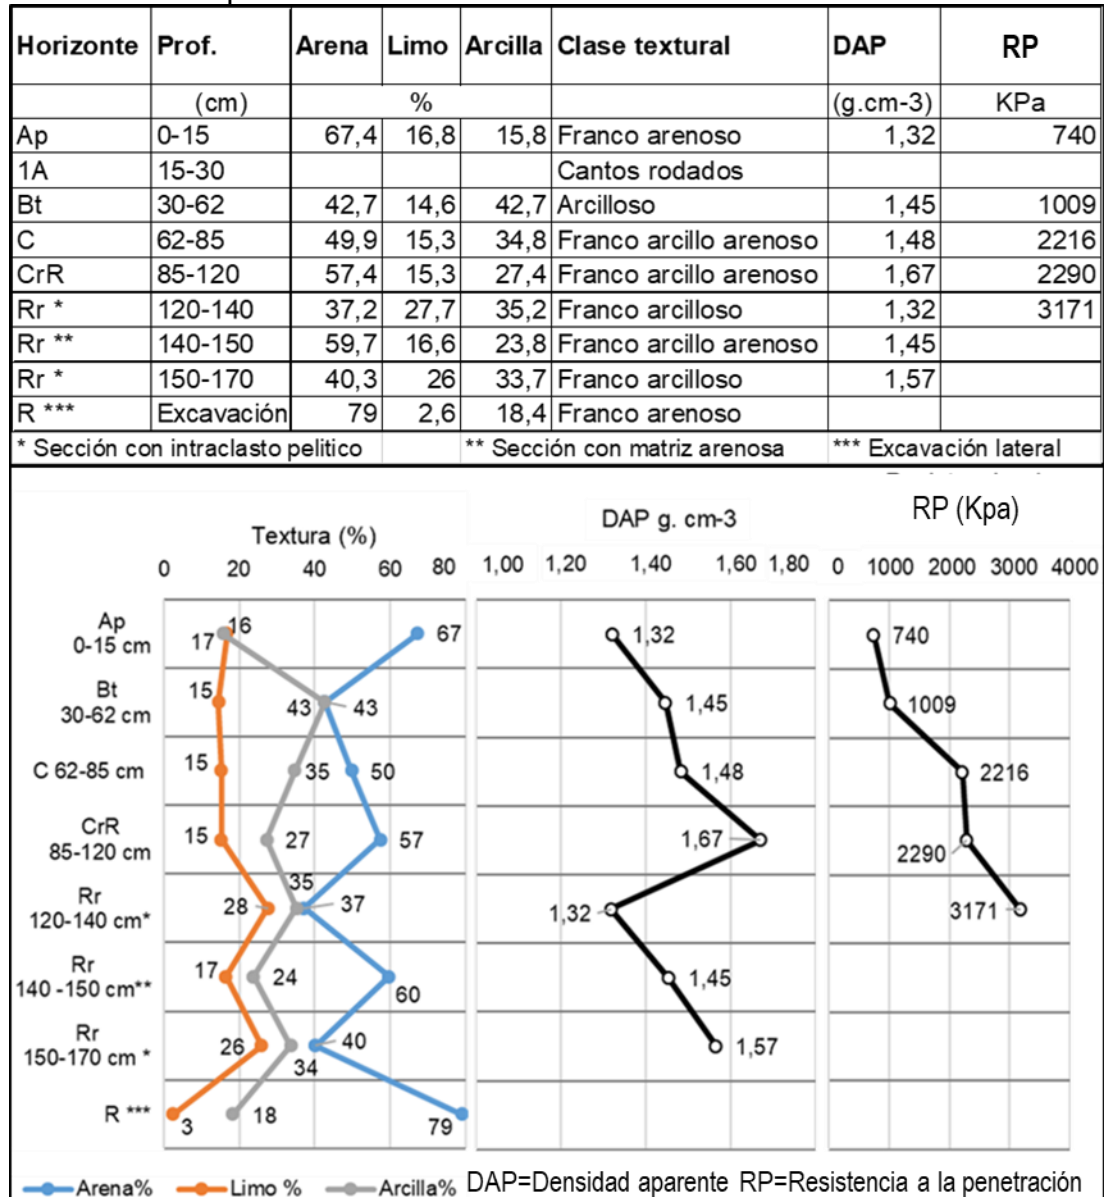 Horizonte Prof. Arena Limo Arcilla Clase textural DAP RP
(cm) % (g.cm-3) KPa
Ap 0-15 67,4 16,8 15,8 Franco arenoso 1,32 740
1A 15-30 Cantos rodados
Bt 30-62 42,7 14,6 42,7 Arcilloso 1,45 1009
C 62-85 49,9 15,3 34,8 Franco arcillo arenoso 1,48 2216
CrR 85-120 57,4 15,3 27,4 Franco arcillo arenoso 1,67 2290
Rr * 120-140 37,2 27,7 35,2 Franco arcilloso 1,32 3171
Rr ** 140-150 59,7 16,6 23,8 Franco arcillo arenoso 1,45
Rr * 150-170 40,3 26 33,7 Franco arcilloso 1,57
R *** Excavación 79 2,6 18,4 Franco arenoso
* Sección con intraclasto pelitico ** Sección con matriz arenosa *** Excavación lateral
Textura (%) DAP g. cm-3 RP (Kpa)
0 20 40 60 80 1,00 1,20 1,40 1,60 1,80 0 1000 2000 3000 4000
Ap
0-15 cm
17 16 67 1,32 740
Bt
30-62 cm
15 43 43 1,45 1009
C 62-85 cm
15 35 50 1,48 2216
CrR
85-120 cm
15 27 57 1,67 2290
Rr
120-140 cm*
28 35 37 1,32 3171
Rr
140 -150 cm**
17 24 60 1,45
Rr
150-170 cm *
26 34 40 1,57
R ***
3 18 79
Arena% Limo % Arcilla% DAP=Densidad aparente RP=Resistencia a la penetración